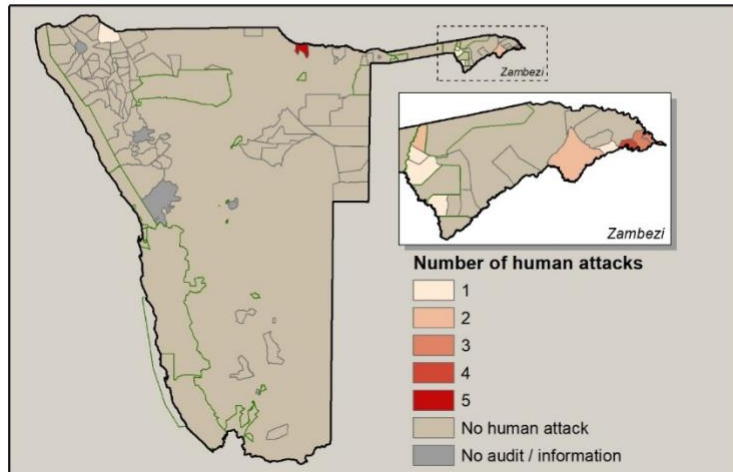 Zambezi
Zambezi
Number of human attacks
1
2
3
4
5
No human attack
No audit / information